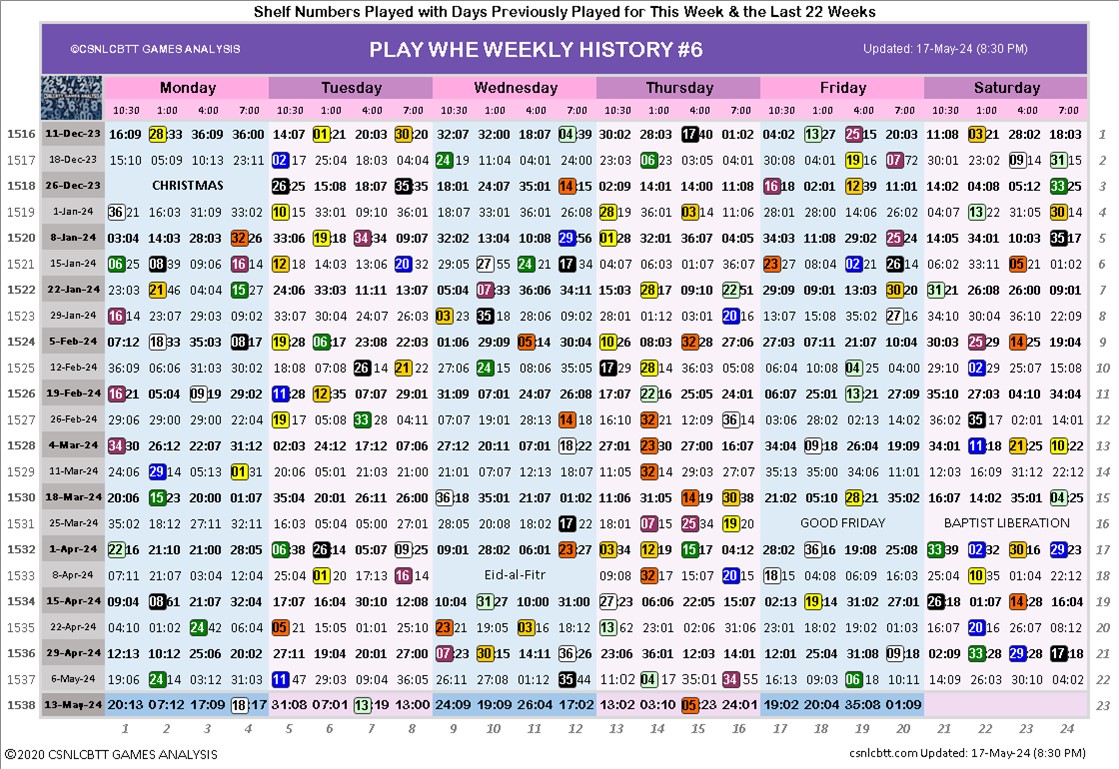 Shelf Numbers Played with Days Previously Played for This Week & the Last 22 Weeks
©CSNLCBTT GAMES ANALYSIS PLAY WHE WEEKLY HISTORY #6 Updated: 17-May-24 (8:30 PM)
Monday Tuesday Wednesday Thursday Friday Saturday
10:30 1:00 4:00 7:00 10:30 1:00 4:00 7:00 10:30 1:00 4:00 7:00 10:30 1:00 4:00 7:00 10:30 1:00 4:00 7:00 10:30 1:00 4:00 7:00
1516 11-Dec-23 16:09 28:33 36:09 36:00 14:07 01:21 20:03 30:20 32:07 32:00 18:07 04:39 30:02 28:03 17:40 01:02 04:02 13:27 25:15 20:03 11:08 03:21 28:02 18:03 1
1517 18-Dec-23 15:10 05:09 10:13 23:11 02:17 25:04 18:03 04:04 24:19 11:04 04:01 24:00 23:03 06:23 03:05 04:01 30:08 04:01 19:16 07:72 30:01 23:02 09:14 31:15 2
1518 26-Dec-23 CHRISTMAS 26:25 15:08 18:07 35:35 18:01 24:07 35:01 14:15 02:09 14:01 14:00 11:08 16:18 02:01 12:39 11:01 14:02 04:08 05:12 33:25 3
1519 1-Jan-24 36:21 16:03 31:09 33:02 10:15 33:01 09:10 36:01 18:07 33:01 36:01 26:08 28:19 36:01 03:14 11:06 28:01 28:00 14:06 26:02 04:07 13:22 31:05 30:14 4
1520 8-Jan-24 03:04 14:03 28:03 32:26 33:06 19:18 34:34 09:07 32:02 13:04 10:08 29:56 01:28 32:01 36:07 04:05 34:03 11:08 29:02 25:24 14:05 34:01 10:03 35:17 5
1521 15-Jan-24 06:25 08:39 09:06 16:14 12:18 14:03 13:06 20:32 29:05 27:55 24:21 17:34 04:07 06:03 01:07 36:07 23:27 08:04 02:21 26:14 06:02 33:11 05:21 01:02 6
1522 22-Jan-24 23:03 21:46 04:04 15:27 24:06 33:03 11:11 13:07 05:04 07:33 36:06 34:11 15:03 28:17 09:10 22:51 29:09 09:01 13:03 30:20 21:31 21:26 08:08 26:00 09:01 7
1523 29-Jan-24 16:14 23:07 29:03 09:02 33:07 30:04 24:07 26:03 03:23 35:18 00:05 08:07 28:01 01:12 03:01 20:16 13:07 15:08 35:07 27:16 34:10 30:04 36:10 22:09 8
1524 5-Feb-24 07:12 18:33 35:03 08:17 19:28 06:17 23:08 22:03 01:06 29:09 05:14 30:04 10:26 08:03 32:28 27:06 27:03 07:11 21:07 10:04 30:03 25:29 14:25 19:04 9
1525 12-Feb-24 36:09 06:03 31:03 30:02 18:08 07:08 26:14 21:22 10:04 24:15 08:06 35:05 17:29 28:14 03:08 35:03 06:04 10:08 04:25 04:00 29:10 02:29 25:07 15:08 10
1526 19-Feb-24 16:21 05:04 09:19 29:02 11:28 12:35 07:07 07:00 31:09 07:01 24:07 26:08 17:07 22:16 25:05 24:01 06:07 25:01 13:21 27:09 35:10 27:03 04:10 34:04 11
1527 26-Feb-24 29:06 29:00 29:00 22:04 19:17 05:08 33:28 04:11 07:07 19:01 28:13 14:18 16:10 32:21 12:09 36:14 03:13 02:08 28:13 14:02 36:02 35:17 02:01 14:01 12
1528 4-Mar-24 34:30 26:12 22:07 31:12 02:03 24:12 17:12 07:06 27:12 20:11 07:01 18:22 27:01 23:30 27:00 16:07 34:04 09:18 26:04 19:09 34:01 11:18 21:25 10:22 13
1529 11-Mar-24 24:06 29:14 05:13 01:31 20:06 05:01 21:03 21:00 21:01 07:07 12:13 18:07 11:05 32:14 29:03 27:07 35:13 35:00 14:06 11:01 12:03 16:09 31:12 22:12 14
1530 18-Mar-24 20:06 15:23 20:00 01:07 35:04 20:01 26:11 26:00 36:18 35:01 21:07 01:02 11:06 31:05 14:19 30:38 21:02 05:10 28:21 35:02 16:07 14:02 35:01 04:25 15
1531 25-Mar-24 35:02 18:12 27:11 32:11 16:03 05:04 05:00 27:01 28:05 20:08 18:02 17:22 18:01 07:15 25:34 19:20 GOOD FRIDAY BAPTIST LIBERATION 16
1532 1-Apr-24 22:16 21:10 21:00 28:05 06:38 26:14 05:07 09:25 09:01 28:02 06:01 23:27 03:34 12:19 15:17 04:12 28:02 36:16 19:08 25:08 33:39 02:32 30:16 29:23 17
1533 8-Apr-24 07:11 21:07 03:04 12:04 25:04 01:20 17:13 16:14 Eid-al-Fitr 09:08 32:17 15:07 20:15 18:15 04:08 06:09 16:03 25:04 10:35 01:04 22:12 18
1534 15-Apr-24 09:04 08:61 21:07 32:04 17:07 16:04 30:10 12:08 10:04 31:27 10:00 31:00 27:23 06:06 22:05 15:07 02:13 19:14 31:02 27:01 26:18 01:07 14:28 16:04 19
1535 22-Apr-24 04:10 01:02 24:42 06:04 05:21 15:05 01:01 25:10 23:21 19:05 03:16 18:12 13:62 23:01 02:06 31:06 23:01 18:02 19:02 12:03 16:07 20:16 26:07 08:12 20
1536 29-Apr-24 12:13 10:12 25:06 20:02 27:11 19:04 20:01 27:00 07:23 30:15 14:11 36:26 23:06 36:01 12:03 14:01 12:01 25:04 31:08 09:18 02:09 33:28 29:28 17:18 21
1537 6-May-24 19:06 24:14 03:12 31:03 11:47 29:03 09:04 36:05 26:11 27:08 01:12 35:44 11:02 04:17 35:01 34:55 16:13 09:03 06:18 10:11 14:09 26:03 30:10 04:02 22
1538 13-May-24 20:13 07:12 17:09 18:17 31:08 07:01 13:19 13:00 24:09 19:09 26:04 17:02 13:02 03:10 05:23 24:01 19:02 20:04 35:08 01:09 23
1 2 3 4 5 6 7 8 9 10 11 12 13 14 15 16 17 18 19 20 21 22 23 24
©2020 CSNLCBTT GAMES ANALYSIS csnlcbtt.com Updated: 17-May-24 (8:30 PM)